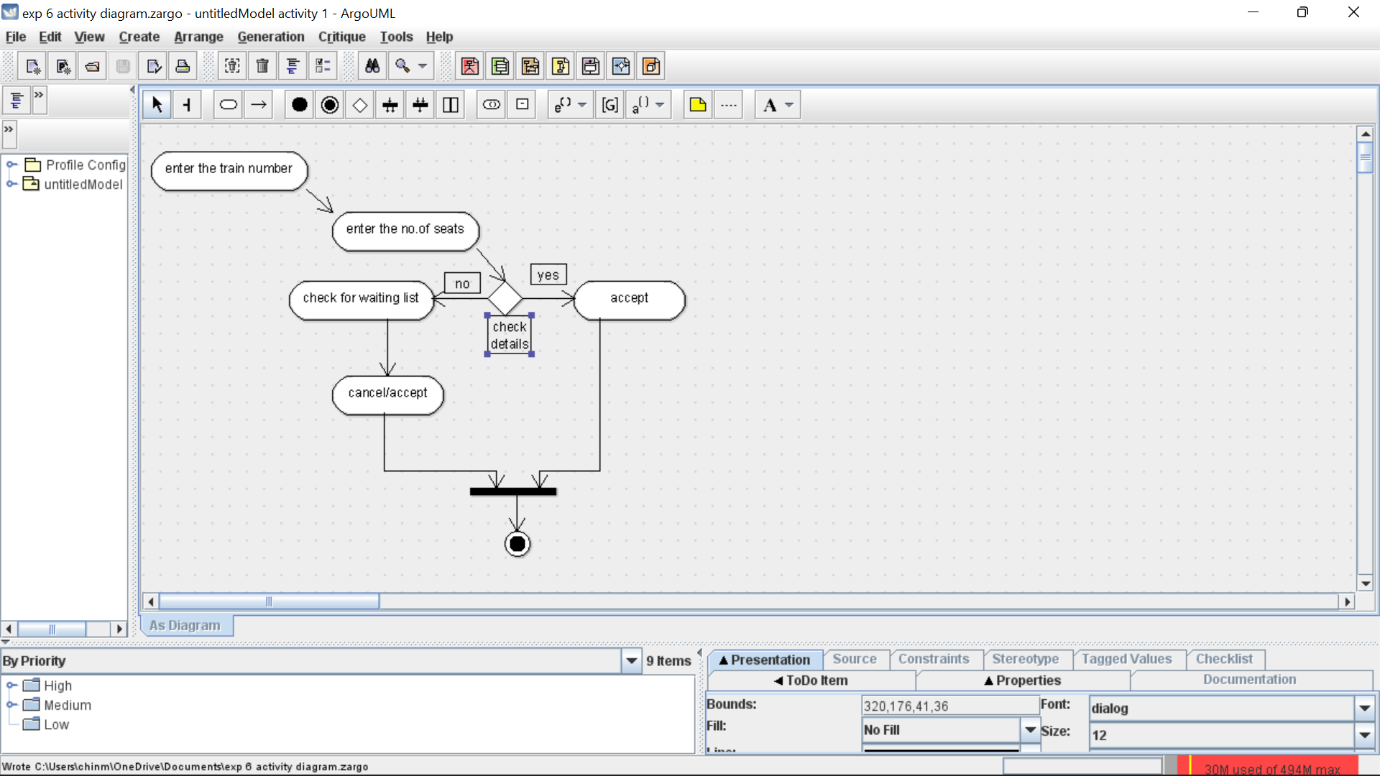 exp 6 activity diagram.zargo - untitledModel activity 1 - ArgoUML
File Edit View Create Arrange Generation Critique Tools Help
e() [G] a() A
Profile Config
untitledModel
enter the train number
enter the no.of seats
no
yes
check for waiting list
accept
check
details
cancel/accept
As Diagram
By Priority
9 Items
High
Medium
Low
Presentation Source Constraints Stereotype Tagged Values Checklist
ToDo Item Properties Documentation
Bounds: 320,176,41,36 Font: dialog
Fill: No Fill Size: 12
Wrote C:\Users\chinm\OneDrive\Documents\exp 6 activity diagram.zargo
30M used of 494M max